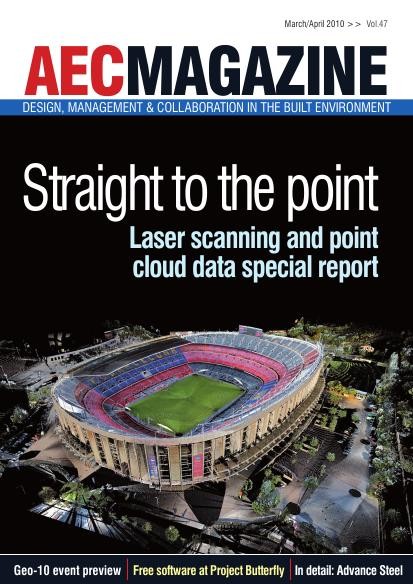 March/April 2010 >> Vol.47
AECMAGAZINE
DESIGN, MANAGEMENT & COLLABORATION IN THE BUILT ENVIRONMENT
Straight to the point
Laser scanning and point
cloud data special report
Geo-10 event preview | Free software at Project Butterfly | In detail: Advance Steel